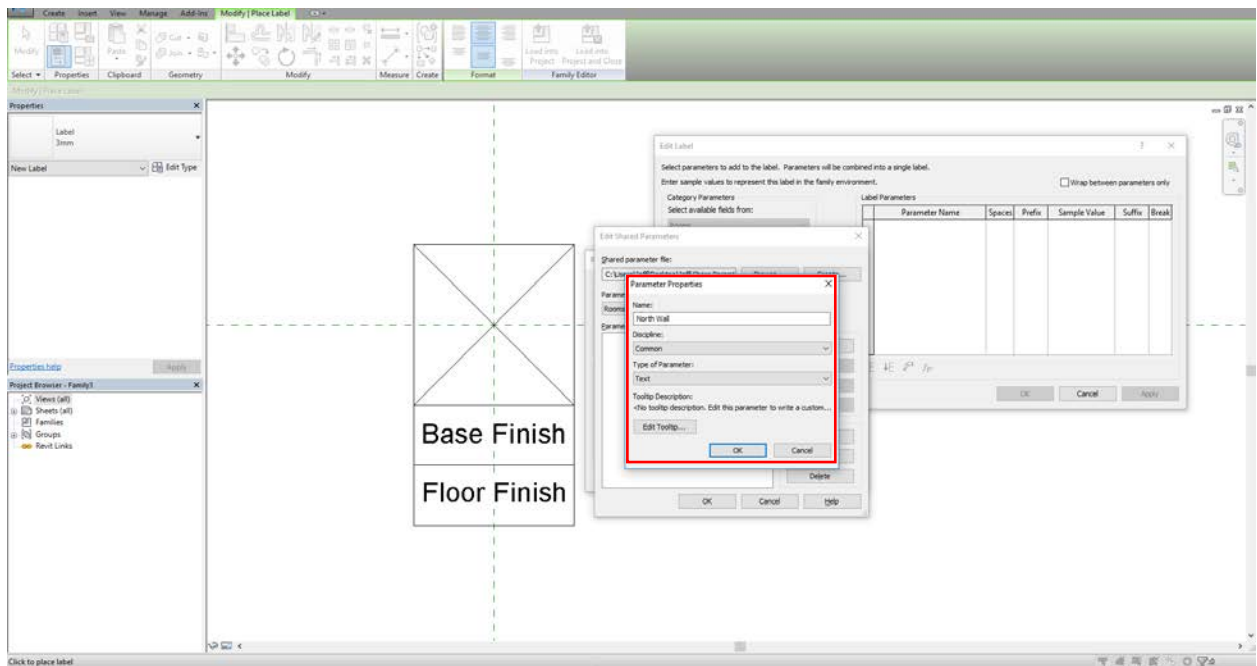 Create Insert View Manage Add-Ins Modify | Place Label
Modify
Paste
Cut
Join
Load into Project
Load into Project and Close
Select Properties Clipboard Geometry Modify Measure Create Format Family Editor
Modify | Place Label
Properties
Label
3mm
New Label
Edit Type
Properties help
Apply
Project Browser - Family1
Views (all)
Sheets (all)
Families
Groups
Revit Links
Base Finish
Floor Finish
Edit Label
Select parameters to add to the label. Parameters will be combined into a single label.
Enter sample values to represent this label in the family environment.
Wrap between parameters only
Category Parameters
Select available fields from:
Label Parameters
Parameter Name Spaces Prefix Sample Value Suffix Break
OK Cancel Apply
Edit Shared Parameters
Shared parameter file:
Rooms
Parameter Properties
Name:
North Wall
Discipline:
Common
Type of Parameter:
Text
Tooltip Description:
<No tooltip description. Edit this parameter to write a custom...
Edit Tooltip...
OK Cancel
Delete
OK Cancel Help
Click to place label